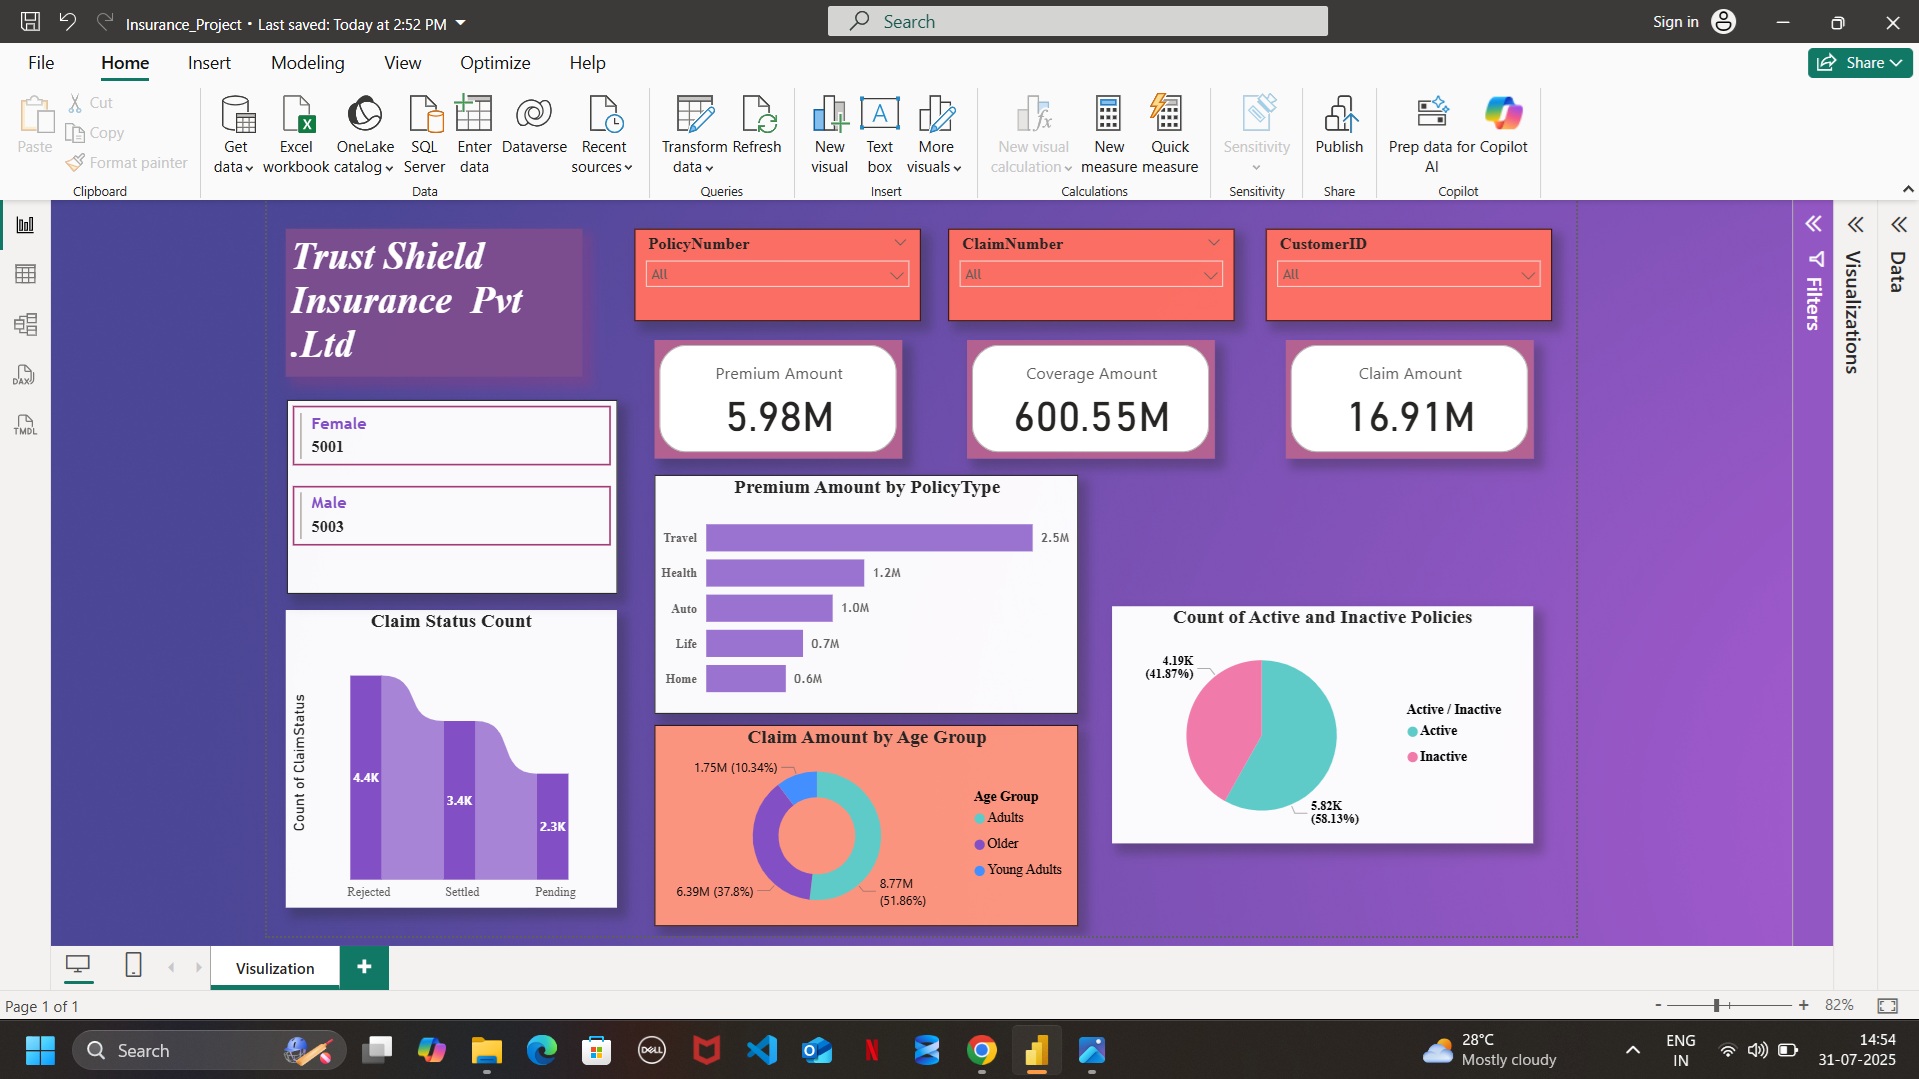 Insurance_Project • Last saved: Today at 2:52 PM
Search
Sign in
File
Home
Insert
Modeling
View
Optimize
Help
Share
Paste
Cut
Copy
Format painter
Clipboard
Get data
Excel workbook
OneLake catalog
SQL Server
Enter data
Dataverse
Recent sources
Data
Transform data
Refresh
Queries
New visual
Text box
More visuals
Insert
New visual calculation
New measure
Quick measure
Calculations
Sensitivity
Sensitivity
Publish
Share
Prep data for AI
Copilot
Copilot
DAX
TMDL
Trust Shield
Insurance Pvt
.Ltd
PolicyNumber
All
ClaimNumber
All
CustomerID
All
Premium Amount
5.98M
Coverage Amount
600.55M
Claim Amount
16.91M
Female
5001
Male
5003
Premium Amount by PolicyType
Travel 2.5M
Health 1.2M
Auto 1.0M
Life 0.7M
Home 0.6M
Claim Status Count
Count of ClaimStatus
4.4K
3.4K
2.3K
Rejected
Settled
Pending
Claim Amount by Age Group
1.75M (10.34%)
6.39M (37.8%)
8.77M
(51.86%)
Age Group
Adults
Older
Young Adults
Count of Active and Inactive Policies
4.19K
(41.87%)
5.82K
(58.13%)
Active / Inactive
Active
Inactive
Filters
Visualizations
Data
Visulization
Page 1 of 1
- + 82%
Search
DELL
N
28°C
Mostly cloudy
ENG
IN
14:54
31-07-2025